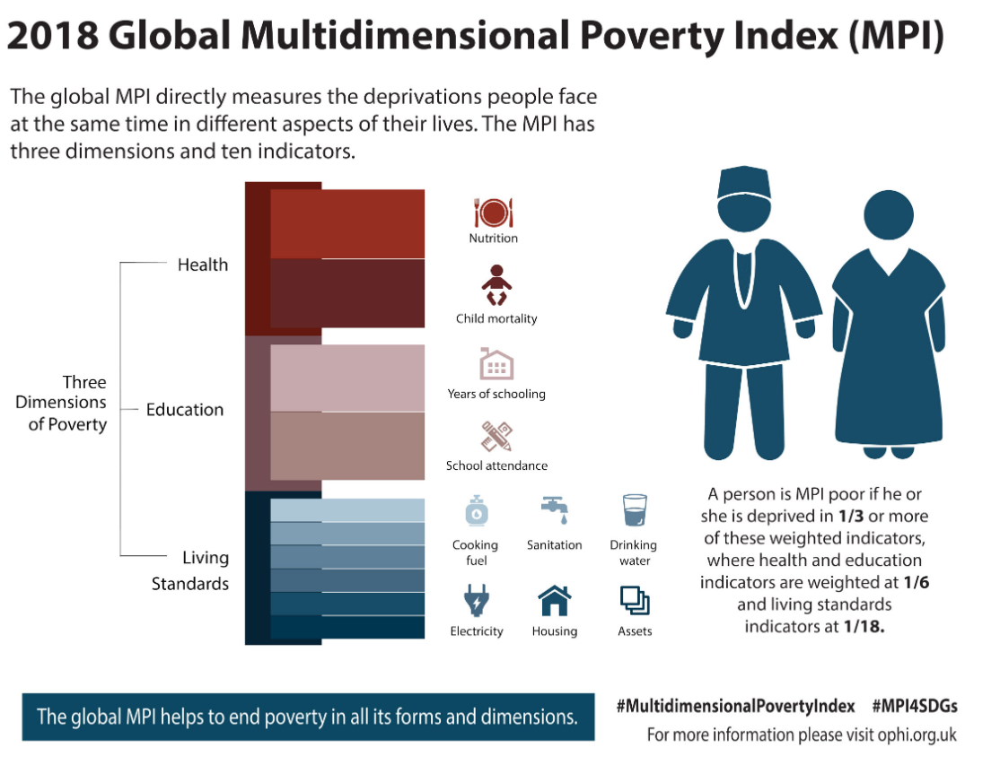 2018 Global Multidimensional Poverty Index (MPI)
The global MPI directly measures the deprivations people face
at the same time in different aspects of their lives. The MPI has
three dimensions and ten indicators.
Three
Dimensions
of Poverty
Health
Education
Living
Standards
Nutrition
Child mortality
Years of schooling
School attendance
Cooking
fuel
Sanitation
Drinking
water
Electricity
Housing
Assets
A person is MPI poor if he or
she is deprived in 1/3 or more
of these weighted indicators,
where health and education
indicators are weighted at 1/6
and living standards
indicators at 1/18.
The global MPI helps to end poverty in all its forms and dimensions.
#MultidimensionalPovertyIndex #MPI4SDGs
For more information please visit ophi.org.uk